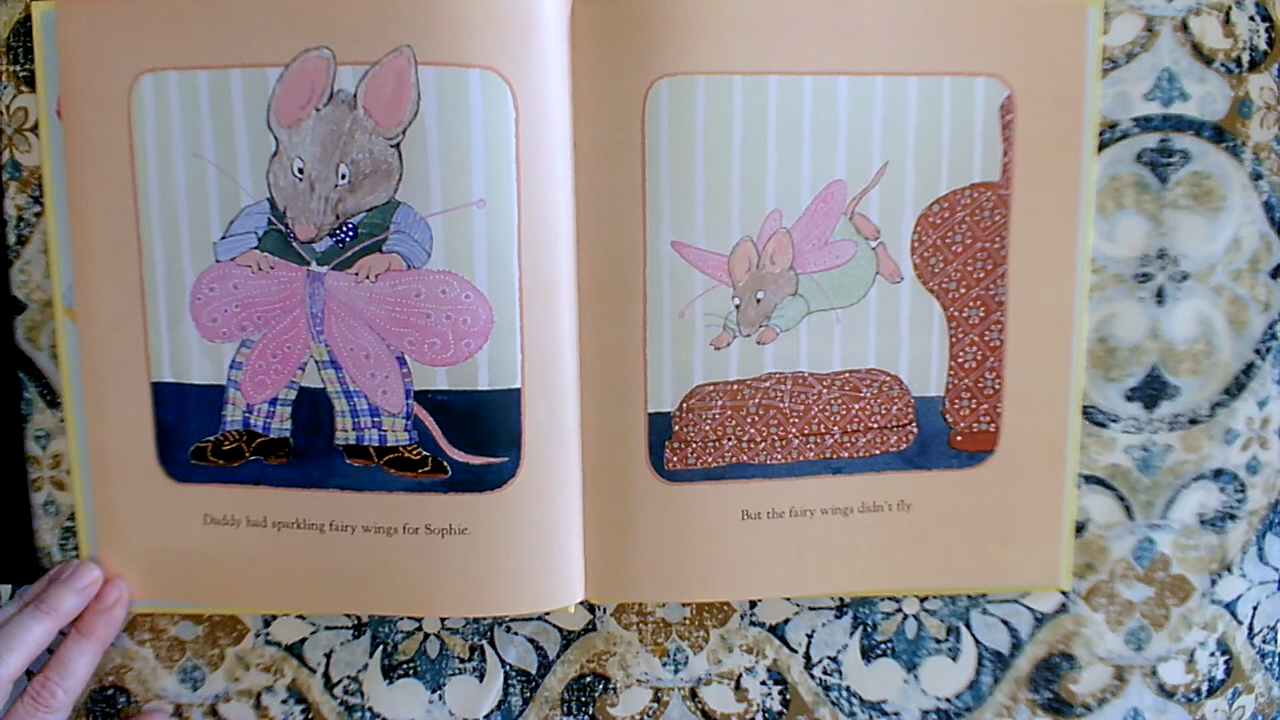 Daddy had sparkling fairy wings for Sophie.
But the fairy wings didn't fly.